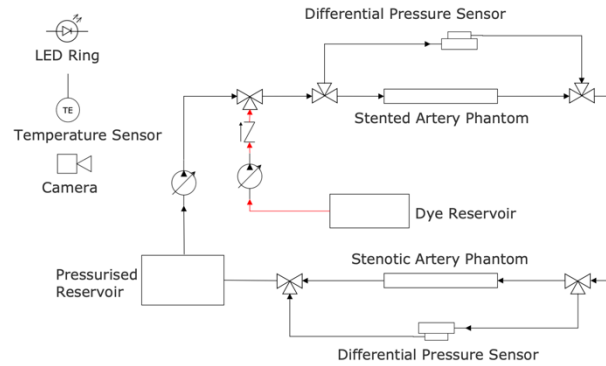 Differential Pressure Sensor
LED Ring
TE
Temperature Sensor
Camera
Stented Artery Phantom
Dye Reservoir
Pressurised
Reservoir
Stenotic Artery Phantom
Differential Pressure Sensor